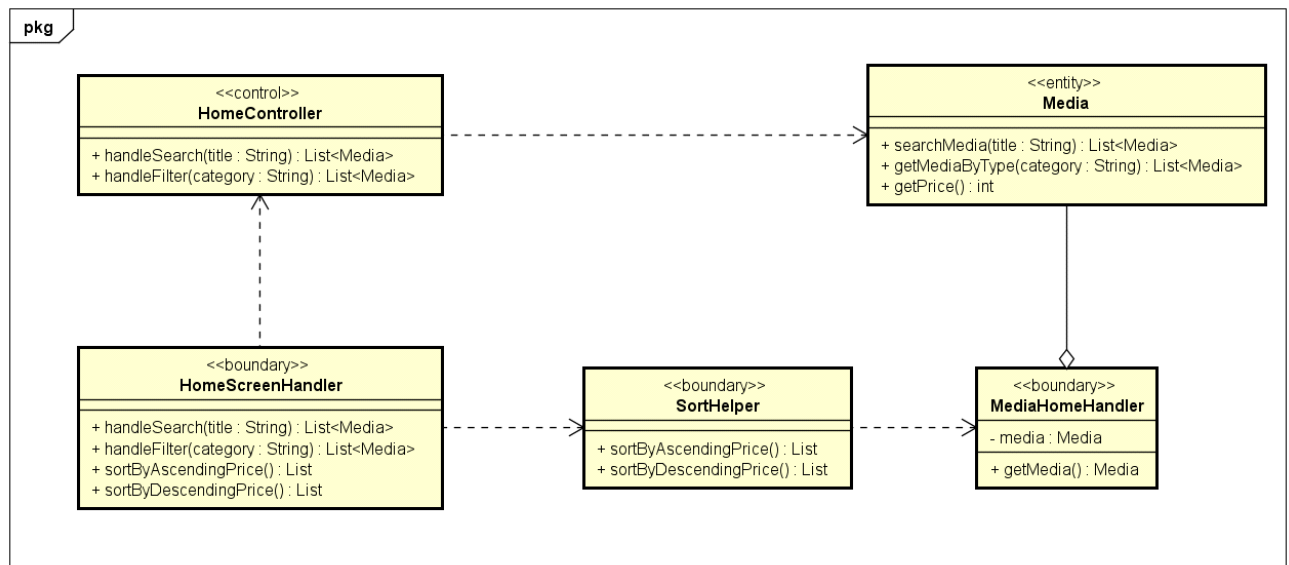 pkg
<<control>>
HomeController
+ handleSearch(title : String) : List<Media>
+ handleFilter(category : String) : List<Media>
<<entity>>
Media
+ searchMedia(title : String) : List<Media>
+ getMediaByType(category : String) : List<Media>
+ getPrice() : int
<<boundary>>
HomeScreenHandler
+ handleSearch(title : String) : List<Media>
+ handleFilter(category : String) : List<Media>
+ sortByAscendingPrice() : List
+ sortByDescendingPrice() : List
<<boundary>>
SortHelper
+ sortByAscendingPrice() : List
+ sortByDescendingPrice() : List
<<boundary>>
MediaHomeHandler
- media : Media
+ getMedia() : Media